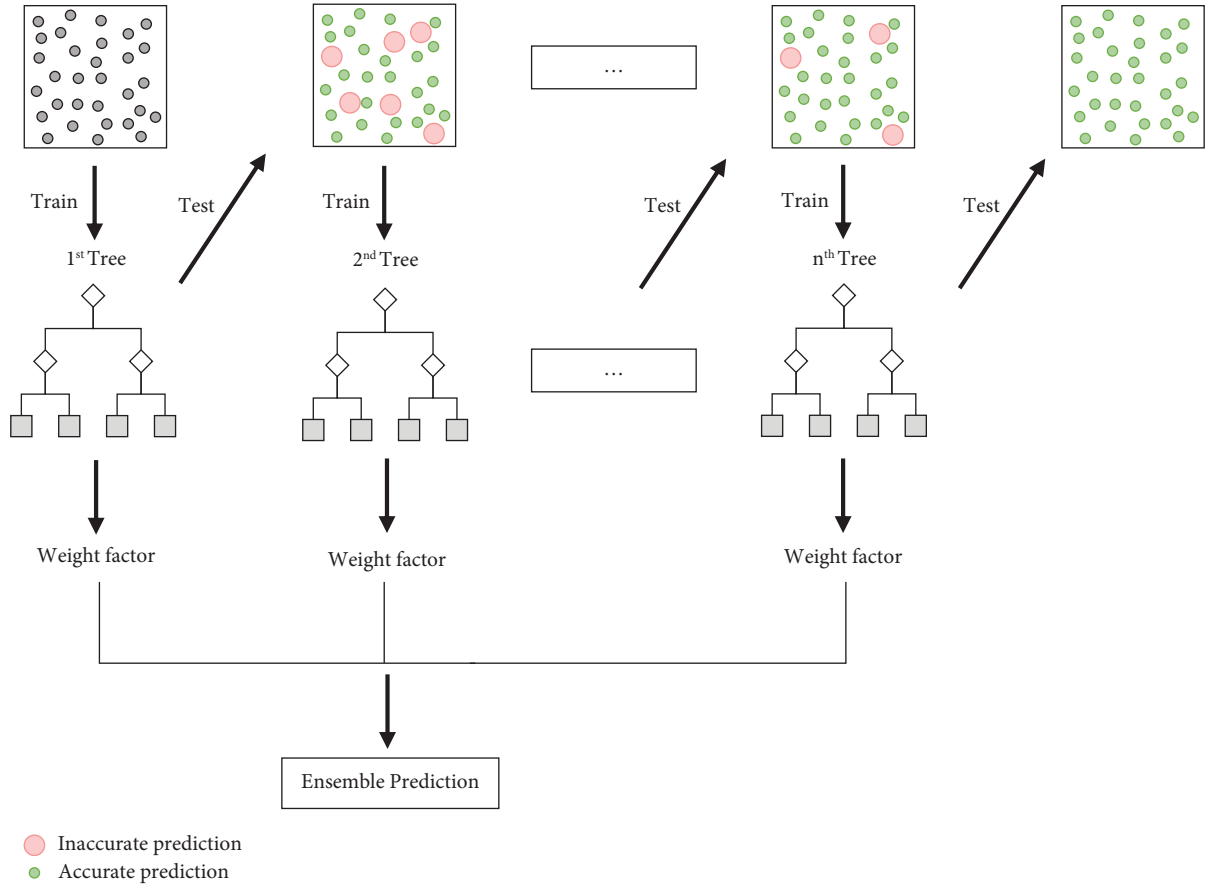 ...
...
Train
Test
Train
Test
Train
Test
1st Tree
2nd Tree
nth Tree
...
Weight factor
Weight factor
Weight factor
Ensemble Prediction
Inaccurate prediction
Accurate prediction